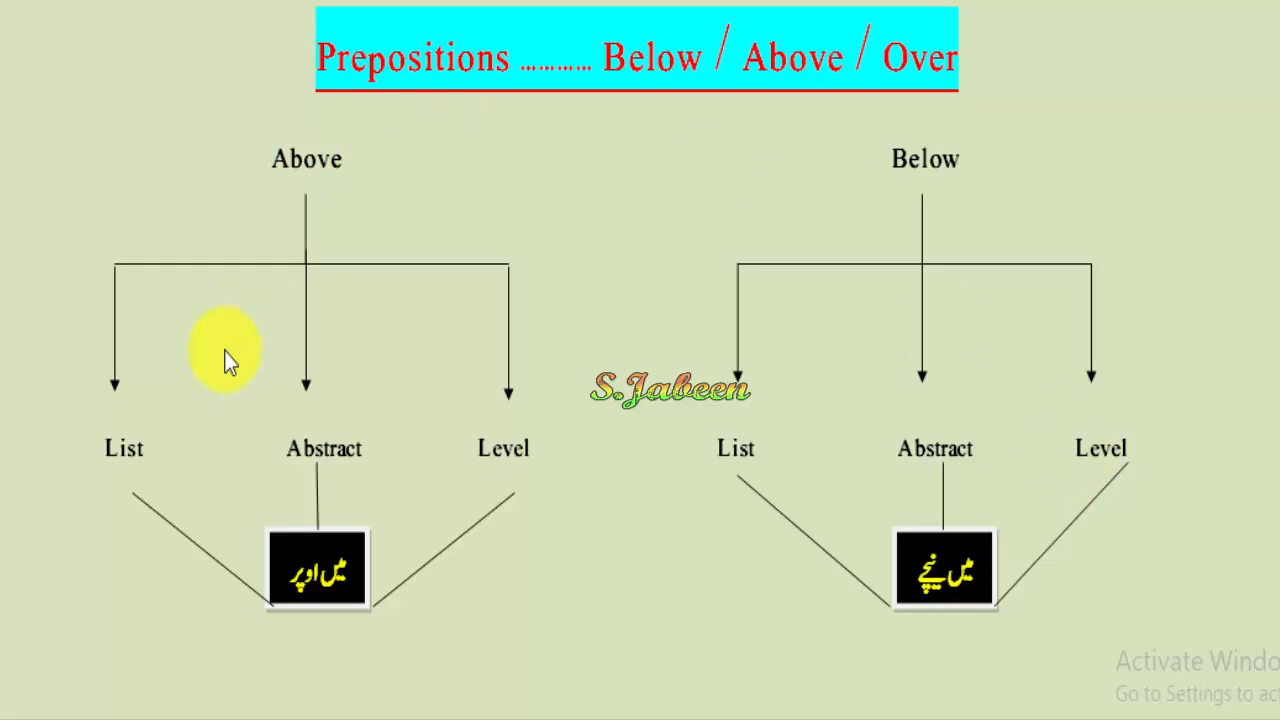 Prepositions ............ Below / Above / Over
Above
Below
List
Abstract
Level
S.Jabeen
List
Abstract
Level
میں اوپر
میں نیچے
Activate Windo
Go to Settings to act